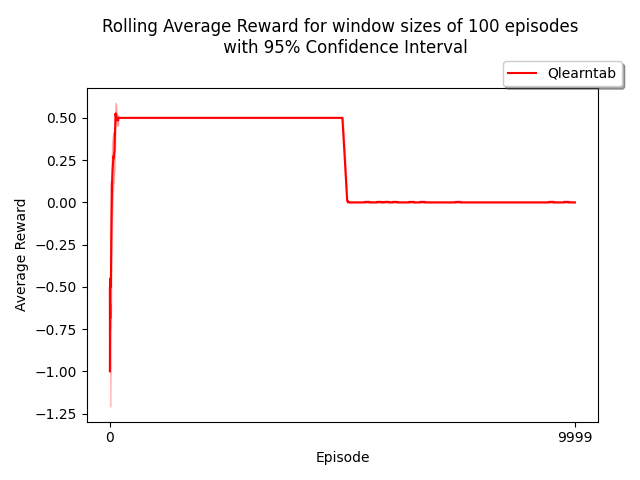 Rolling Average Reward for window sizes of 100 episodes
with 95% Confidence Interval
Qlearntab
0.50
0.25
0.00
−0.25
−0.50
−0.75
−1.00
−1.25
Average Reward
0 9999
Episode